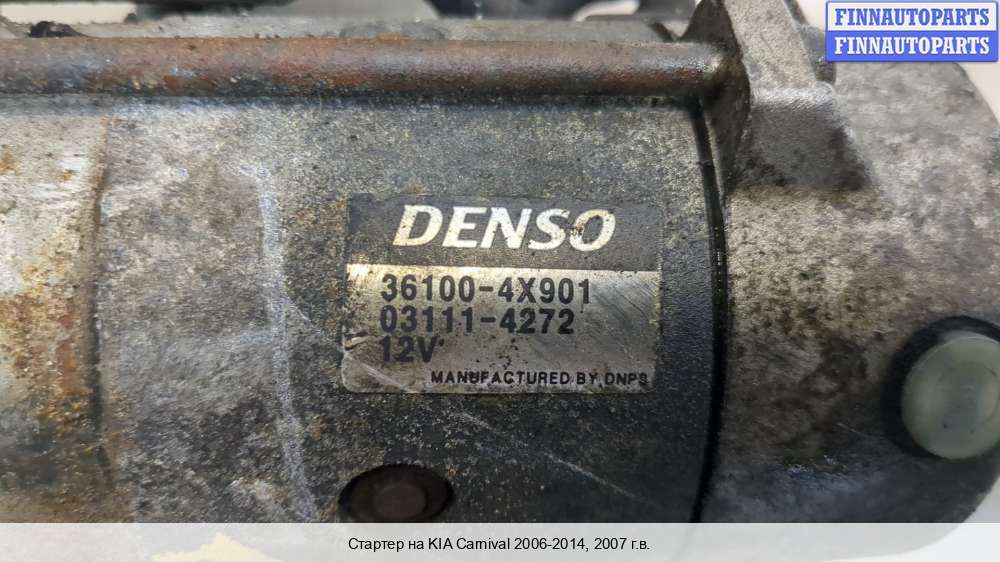 FINNAUTOPARTS
FINNAUTOPARTS
DENSO
36100-4X901
03111-4272
12V
MANUFACTURED BY DNPS
Стартер на KIA Carnival 2006-2014, 2007 г.в.